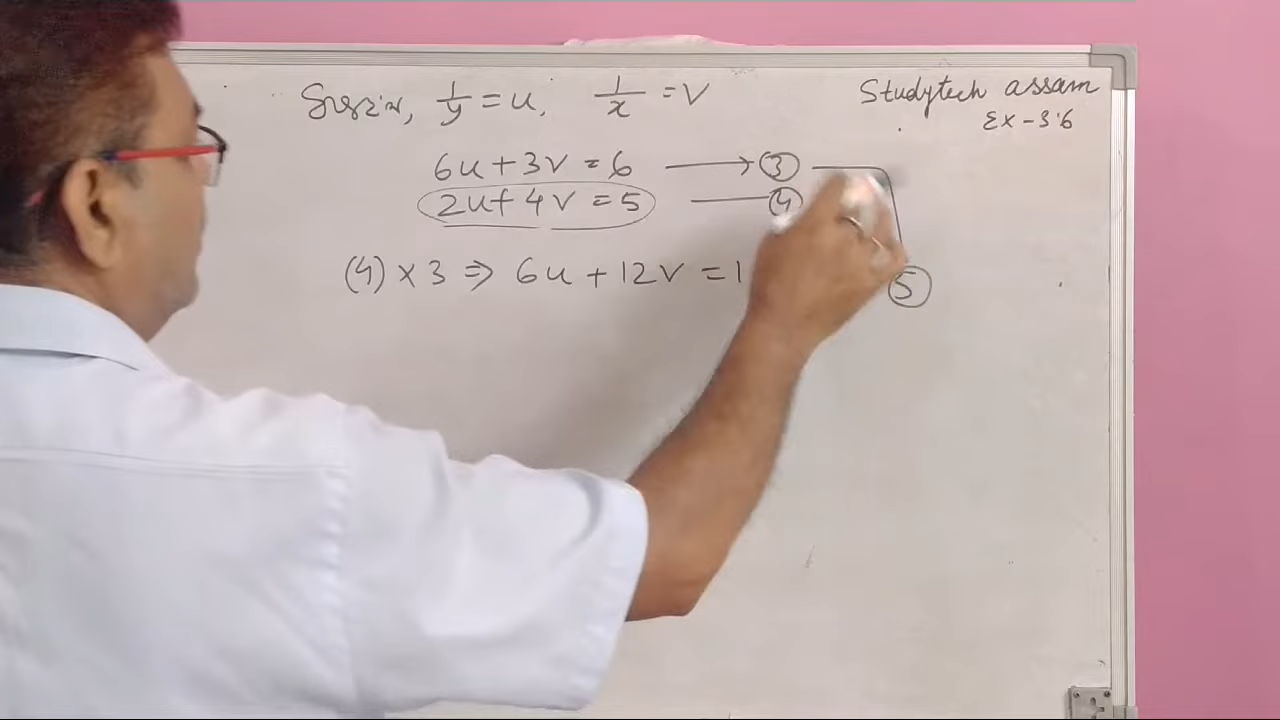 1/y = u, 1/x = v
Studytech assam
Ex-3.6
6u + 3v = 6 → ③
2u + 4v = 5 — ④
(4) × 3 ⇒ 6u + 12v = 1 ⑤